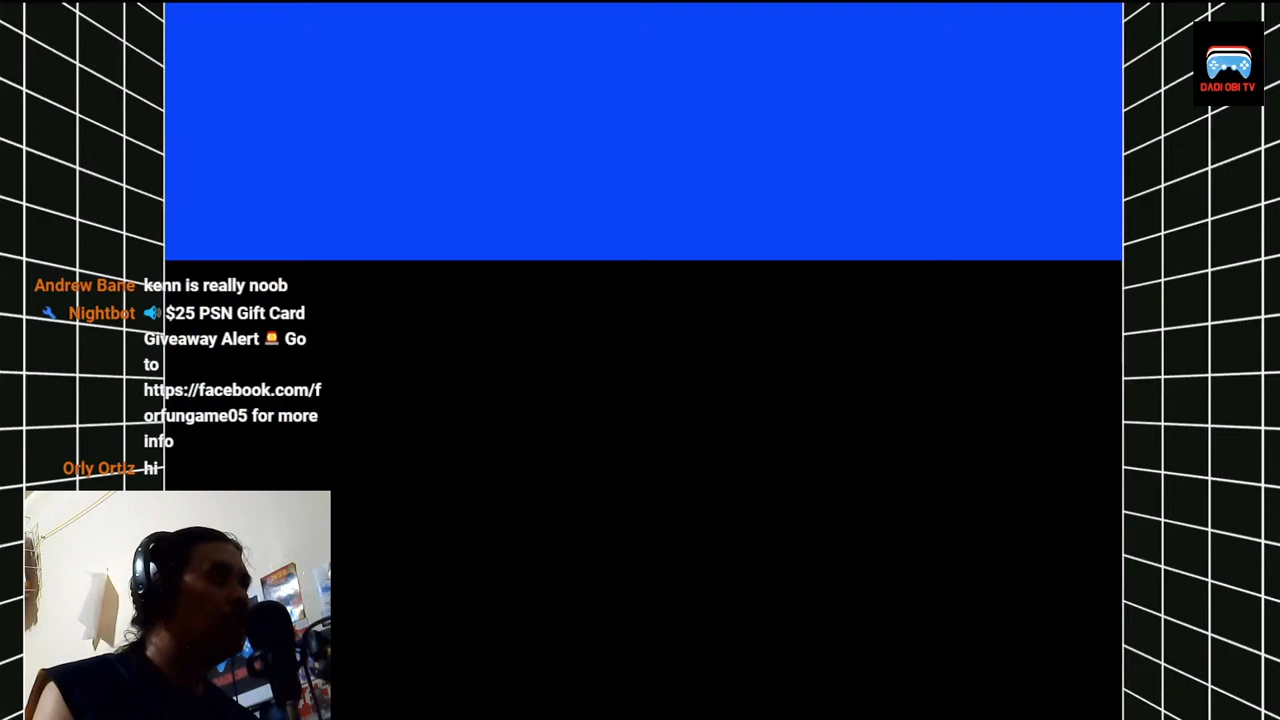 DADI OBI TV
Andrew Bane kenn is really noob
Nightbot $25 PSN Gift Card
Giveaway Alert Go
to
https://facebook.com/f
orfungame05 for more
info
Orly Ortiz hi